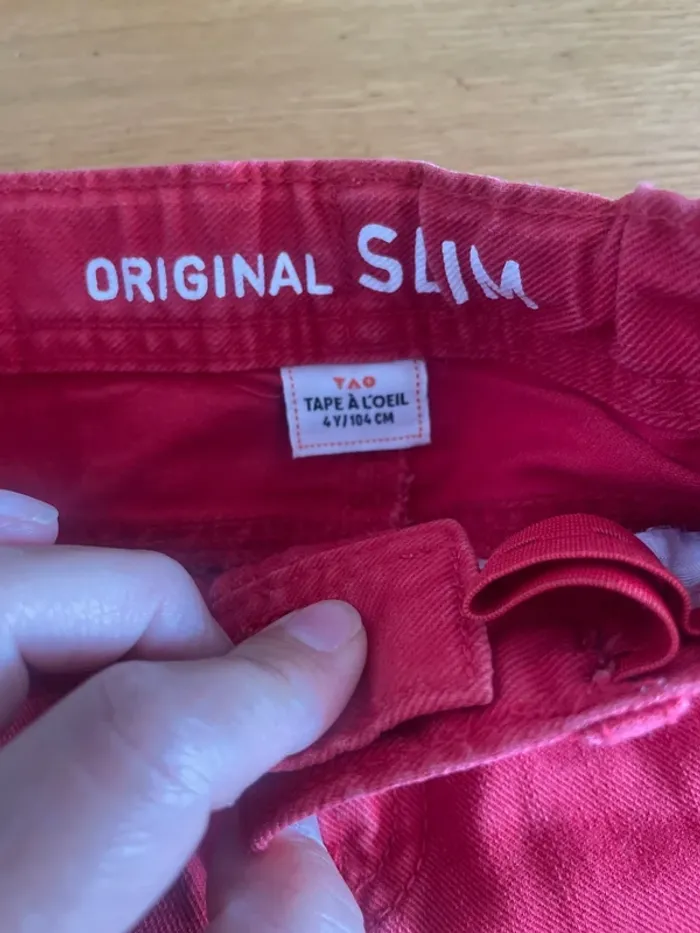 ORIGINAL SLIM
TAO
TAPE À L'OEIL
4Y/104 CM